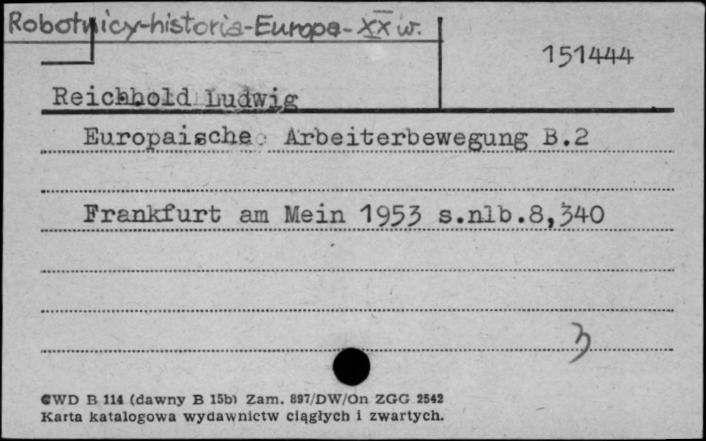 Robotnicy-historia-Europa-XX w.
151444
Reichhold Ludwig
Europaische Arbeiterbewegung B.2
Frankfurt am Mein 1953 s.nlb.8,340
3
CWD B 114 (dawny B 15b) Zam. 897/DW/On ZGG 2542
Karta katalogowa wydawnictw ciągłych i zwartych.